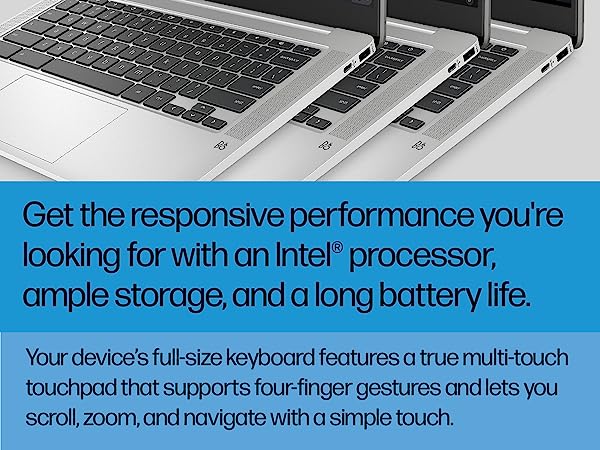 Get the responsive performance you're
looking for with an Intel® processor,
ample storage, and a long battery life.
Your device's full-size keyboard features a true multi-touch
touchpad that supports four-finger gestures and lets you
scroll, zoom, and navigate with a simple touch.